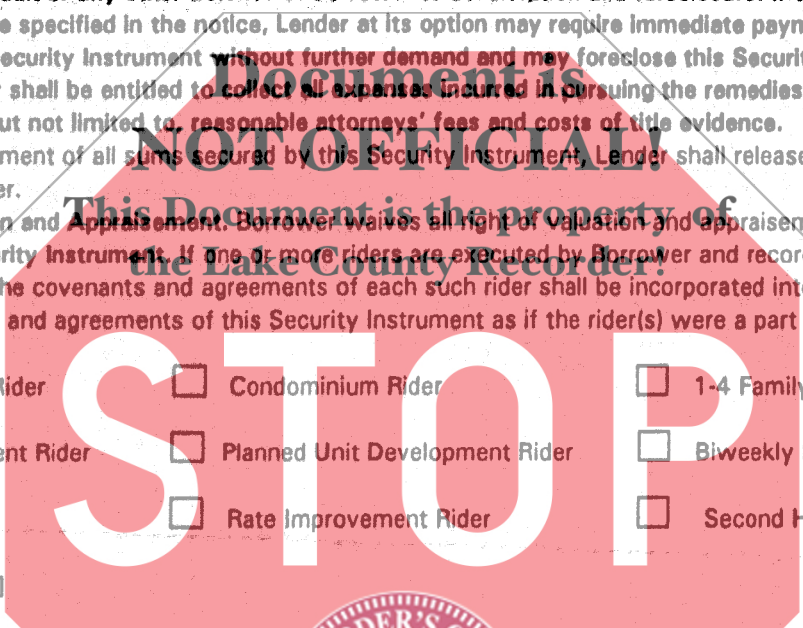 e specified in the notice, Lender at its option may require immediate paym
ecurity Instrument without further demand and may foreclose this Securit
shall be entitled to collect all expenses incurred in pursuing the remedies
ut not limited to, reasonable attorneys' fees and costs of title evidence.
ment of all sums secured by this Security Instrument, Lender shall release
er.
n and Appraisement. Borrower waives all right of valuation and appraisem
rity Instrument. If one or more riders are executed by Borrower and recor
he covenants and agreements of each such rider shall be incorporated int
and agreements of this Security Instrument as if the rider(s) were a part
Document is
NOT OFFICIAL!
This Document is the property of
the Lake County Recorder!
STOP
Rider Condominium Rider 1-4 Family
ent Rider Planned Unit Development Rider Biweekly
Rate Improvement Rider Second H
DER'S